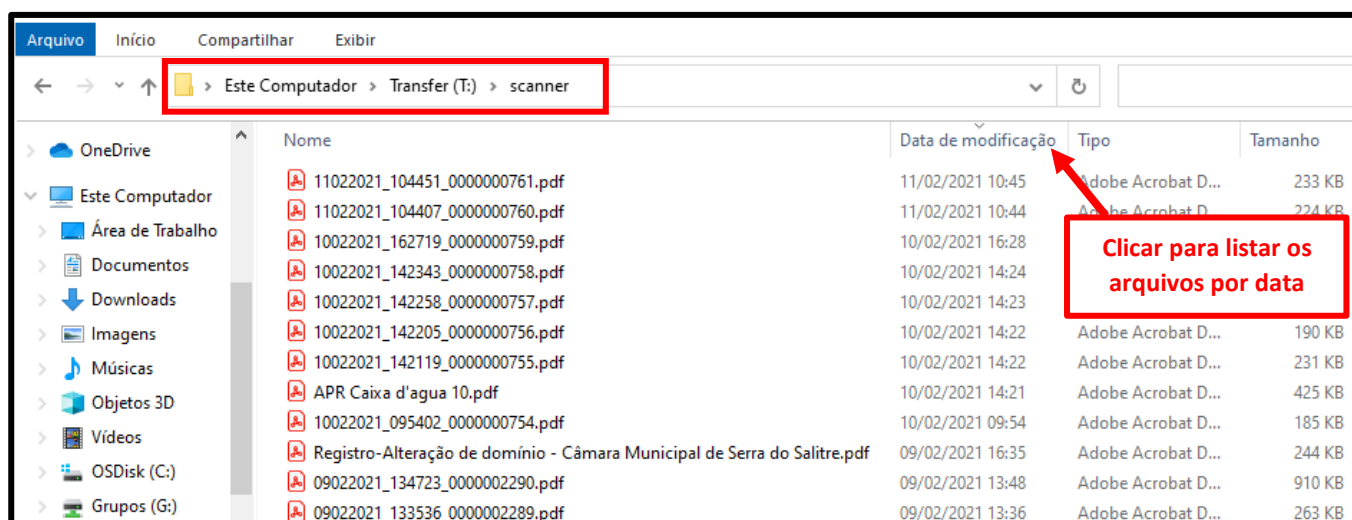 Arquivo Início Compartilhar Exibir
Este Computador > Transfer (T:) > scanner
Nome Data de modificação Tipo Tamanho
OneDrive
Este Computador
Área de Trabalho
Documentos
Downloads
Imagens
Músicas
Objetos 3D
Vídeos
OSDisk (C:)
Grupos (G:)
11022021_104451_0000000761.pdf 11/02/2021 10:45 Adobe Acrobat D... 233 KB
11022021_104407_0000000760.pdf 11/02/2021 10:44 Adobe Acrobat D... 224 KB
10022021_162719_0000000759.pdf 10/02/2021 16:28
10022021_142343_0000000758.pdf 10/02/2021 14:24
10022021_142258_0000000757.pdf 10/02/2021 14:23
10022021_142205_0000000756.pdf 10/02/2021 14:22 Adobe Acrobat D... 190 KB
10022021_142119_0000000755.pdf 10/02/2021 14:22 Adobe Acrobat D... 231 KB
APR Caixa d'agua 10.pdf 10/02/2021 14:21 Adobe Acrobat D... 425 KB
10022021_095402_0000000754.pdf 10/02/2021 09:54 Adobe Acrobat D... 185 KB
Registro-Alteração de domínio - Câmara Municipal de Serra do Salitre.pdf 09/02/2021 16:35 Adobe Acrobat D... 244 KB
09022021_134723_0000002290.pdf 09/02/2021 13:48 Adobe Acrobat D... 910 KB
09022021_133536_0000002289.pdf 09/02/2021 13:36 Adobe Acrobat D... 263 KB
Clicar para listar os
arquivos por data